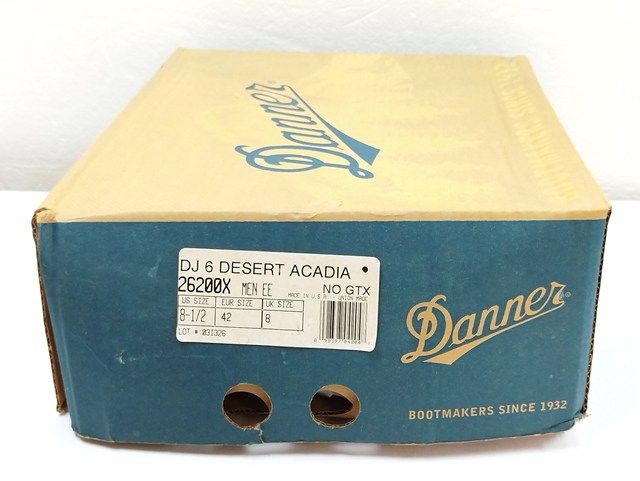 Danner
DJ 6 DESERT ACADIA
26200X MEN EE NO GTX
MADE IN U.S.A. - UNION MADE
US SIZE EUR SIZE UK SIZE
8-1/2 42 8
LOT # 031326
Danner®
BOOTMAKERS SINCE 1932